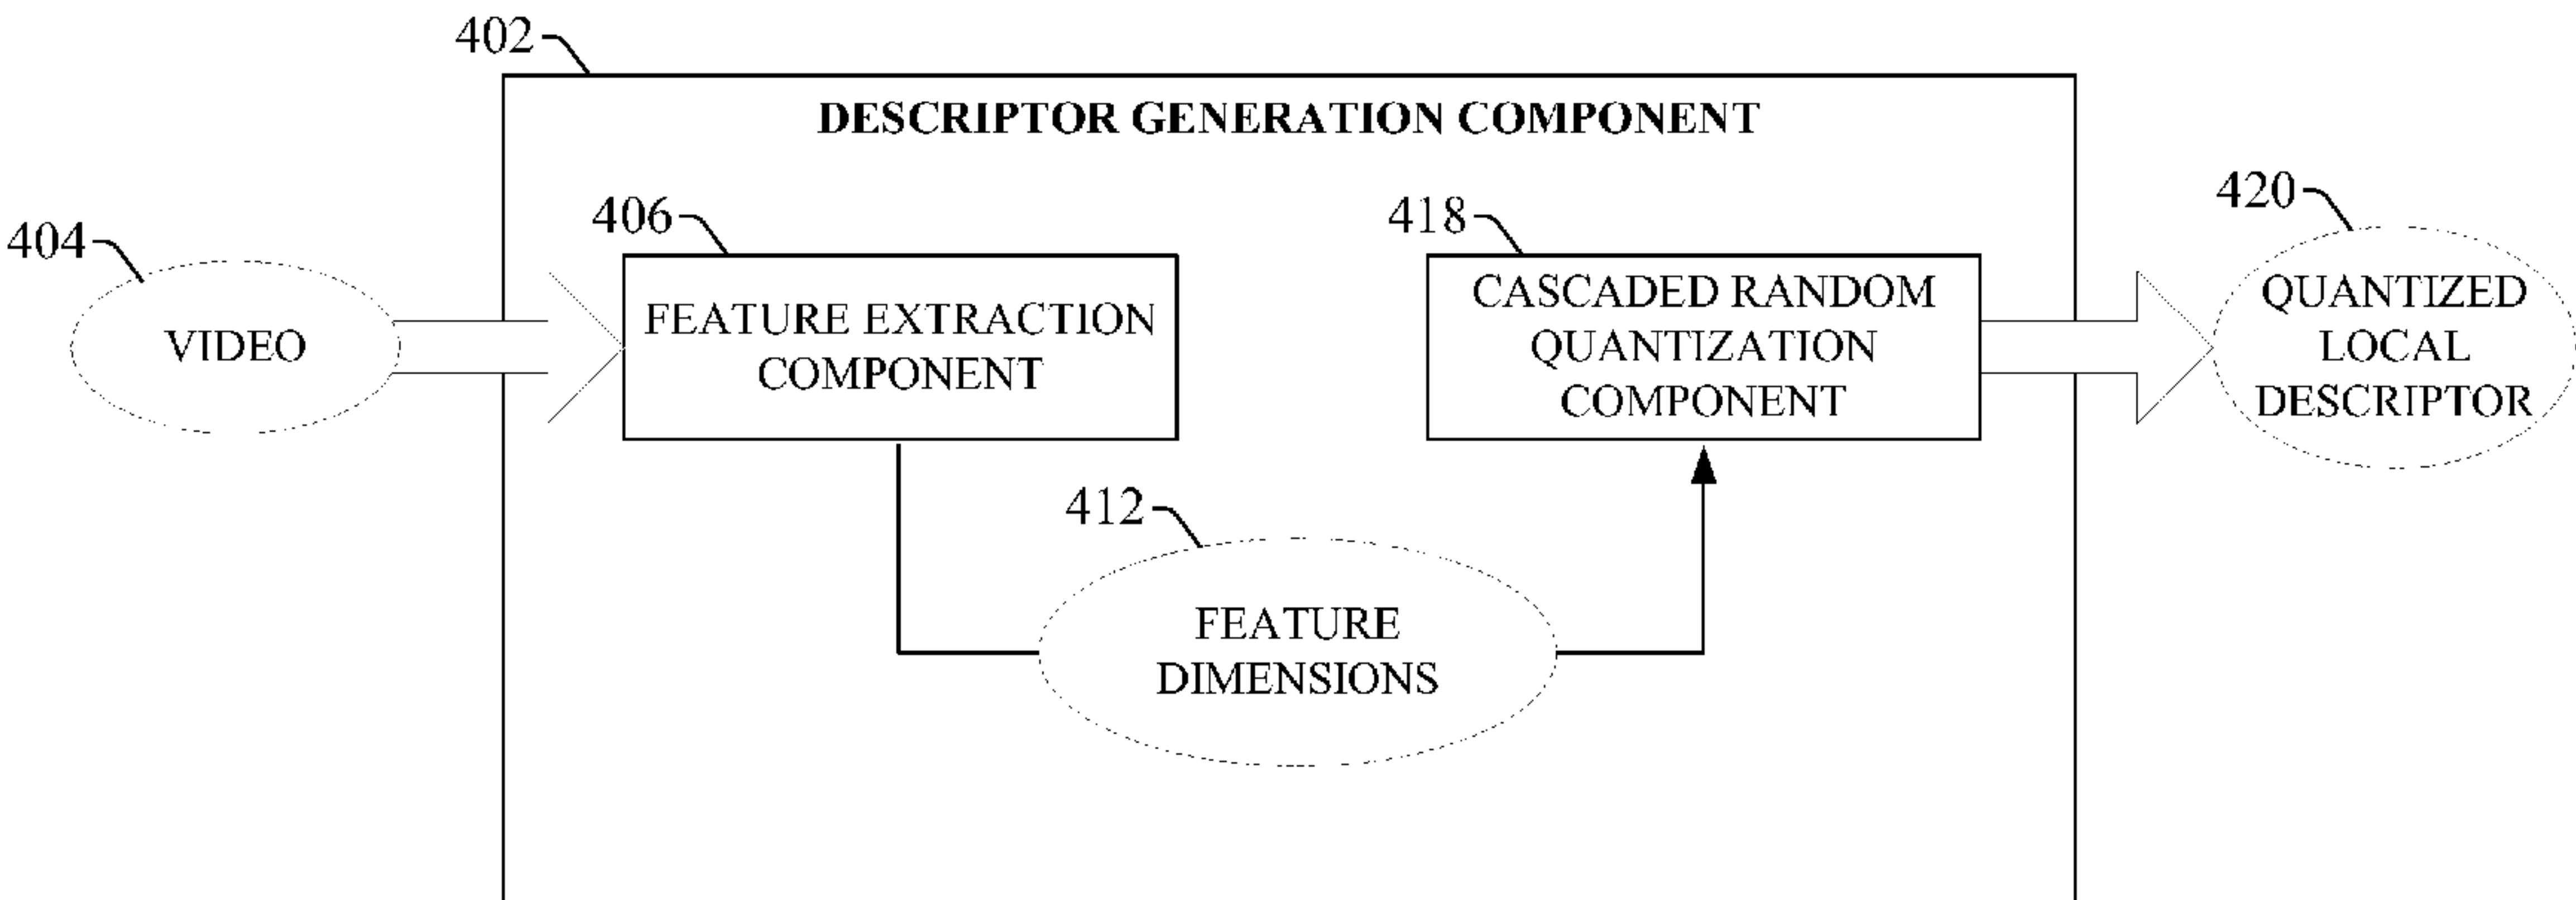 402
DESCRIPTOR GENERATION COMPONENT
404
VIDEO
406
FEATURE EXTRACTION
COMPONENT
418
CASCADED RANDOM
QUANTIZATION
COMPONENT
420
QUANTIZED
LOCAL
DESCRIPTOR
412
FEATURE
DIMENSIONS